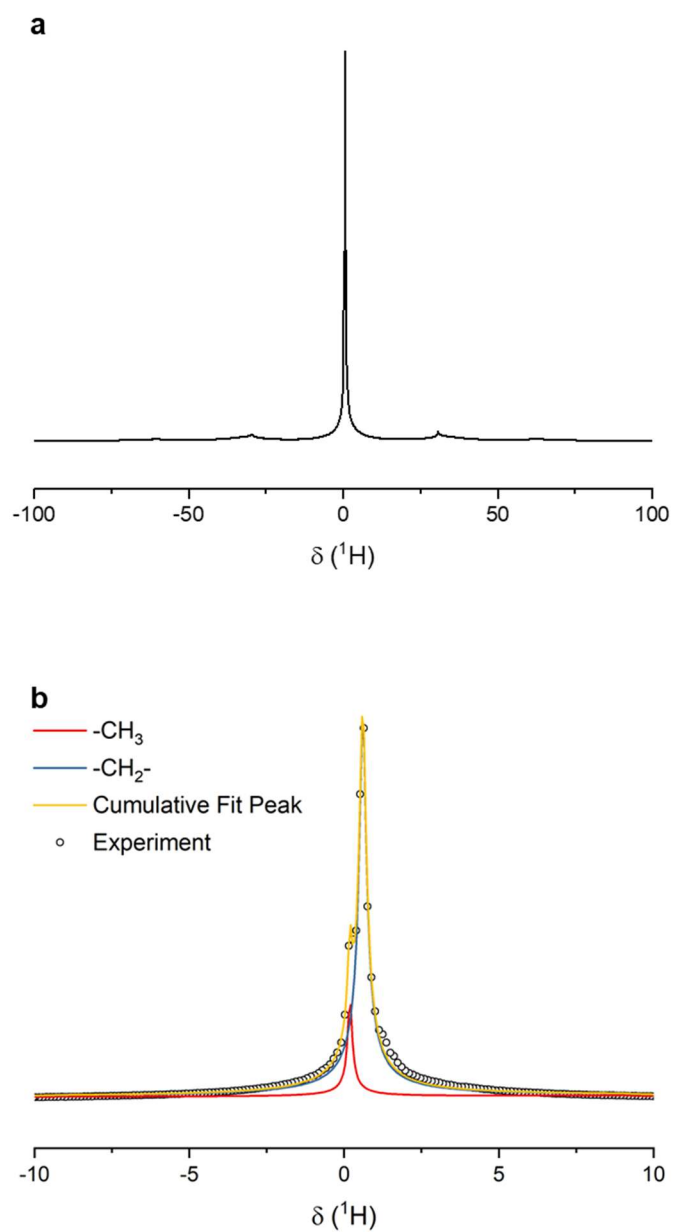 a
-100 -50 0 50 100
δ (¹H)
b
-CH₃
-CH₂-
Cumulative Fit Peak
Experiment
-10 -5 0 5 10
δ (¹H)